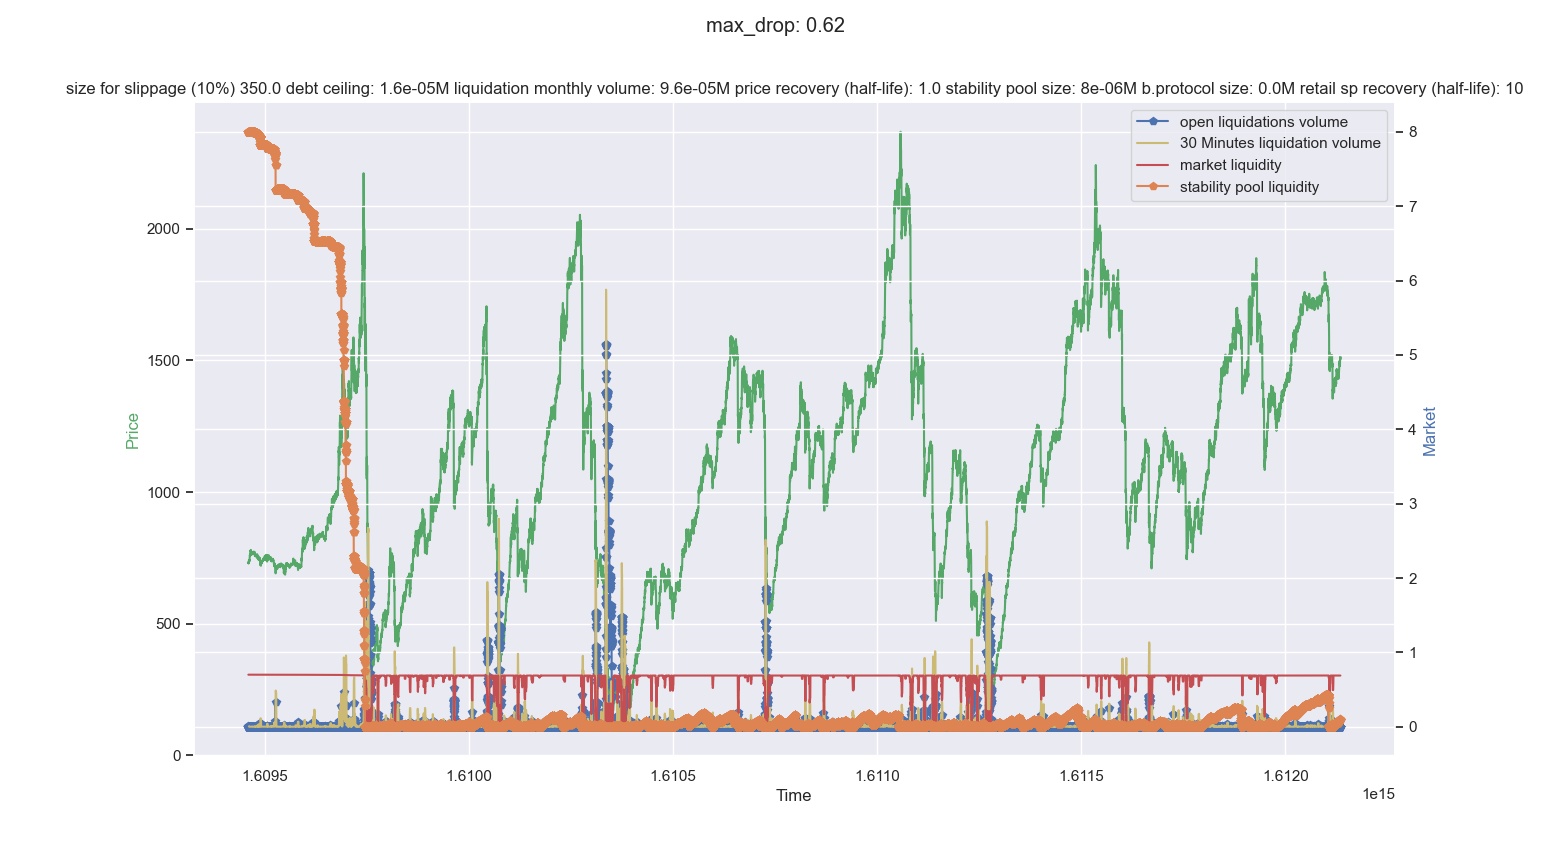 max_drop: 0.62
size for slippage (10%) 350.0 debt ceiling: 1.6e-05M liquidation monthly volume: 9.6e-05M price recovery (half-life): 1.0 stability pool size: 8e-06M b.protocol size: 0.0M retail sp recovery (half-life): 10
open liquidations volume
30 Minutes liquidation volume
market liquidity
stability pool liquidity
2000
1500
1000
500
0
Price
8
7
6
5
4
3
2
1
0
Market
1.6095
1.6100
1.6105
1.6110
1.6115
1.6120
Time
1e15